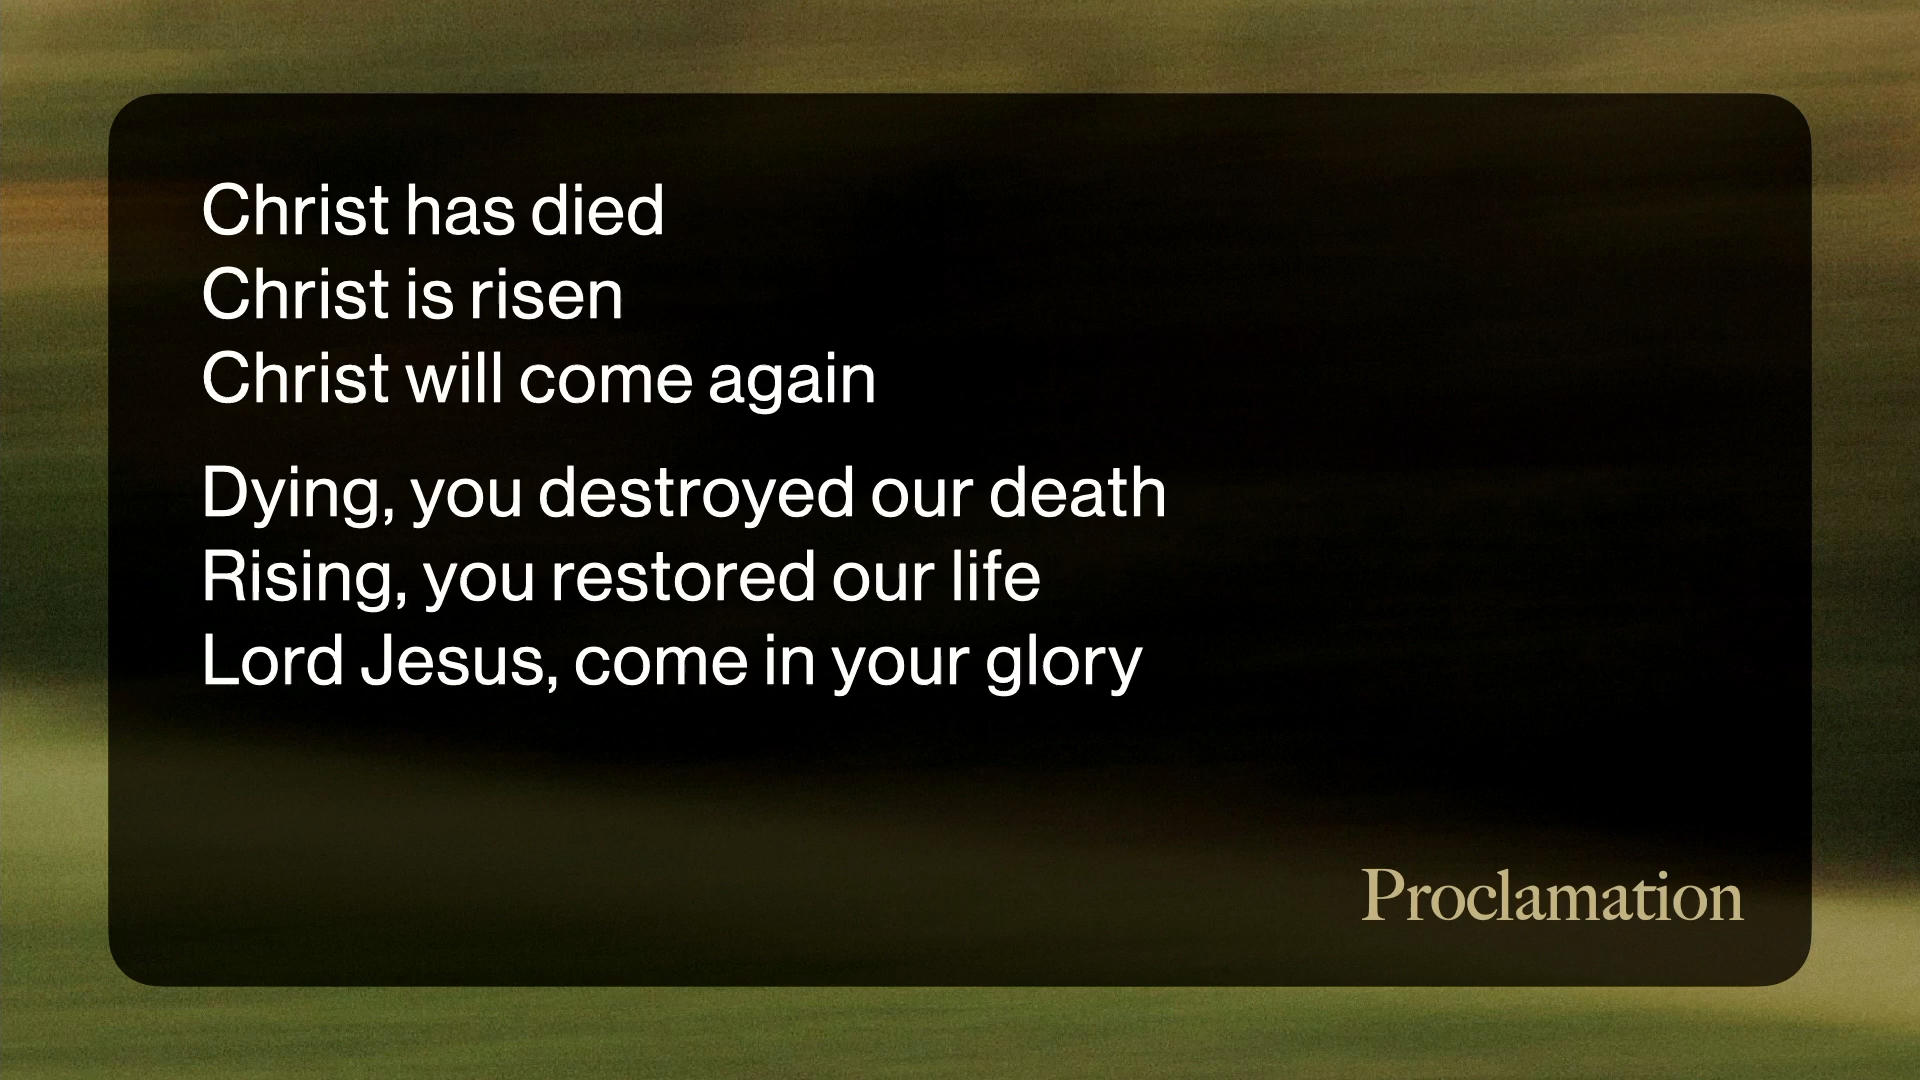 Christ has died
Christ is risen
Christ will come again
Dying, you destroyed our death
Rising, you restored our life
Lord Jesus, come in your glory
Proclamation